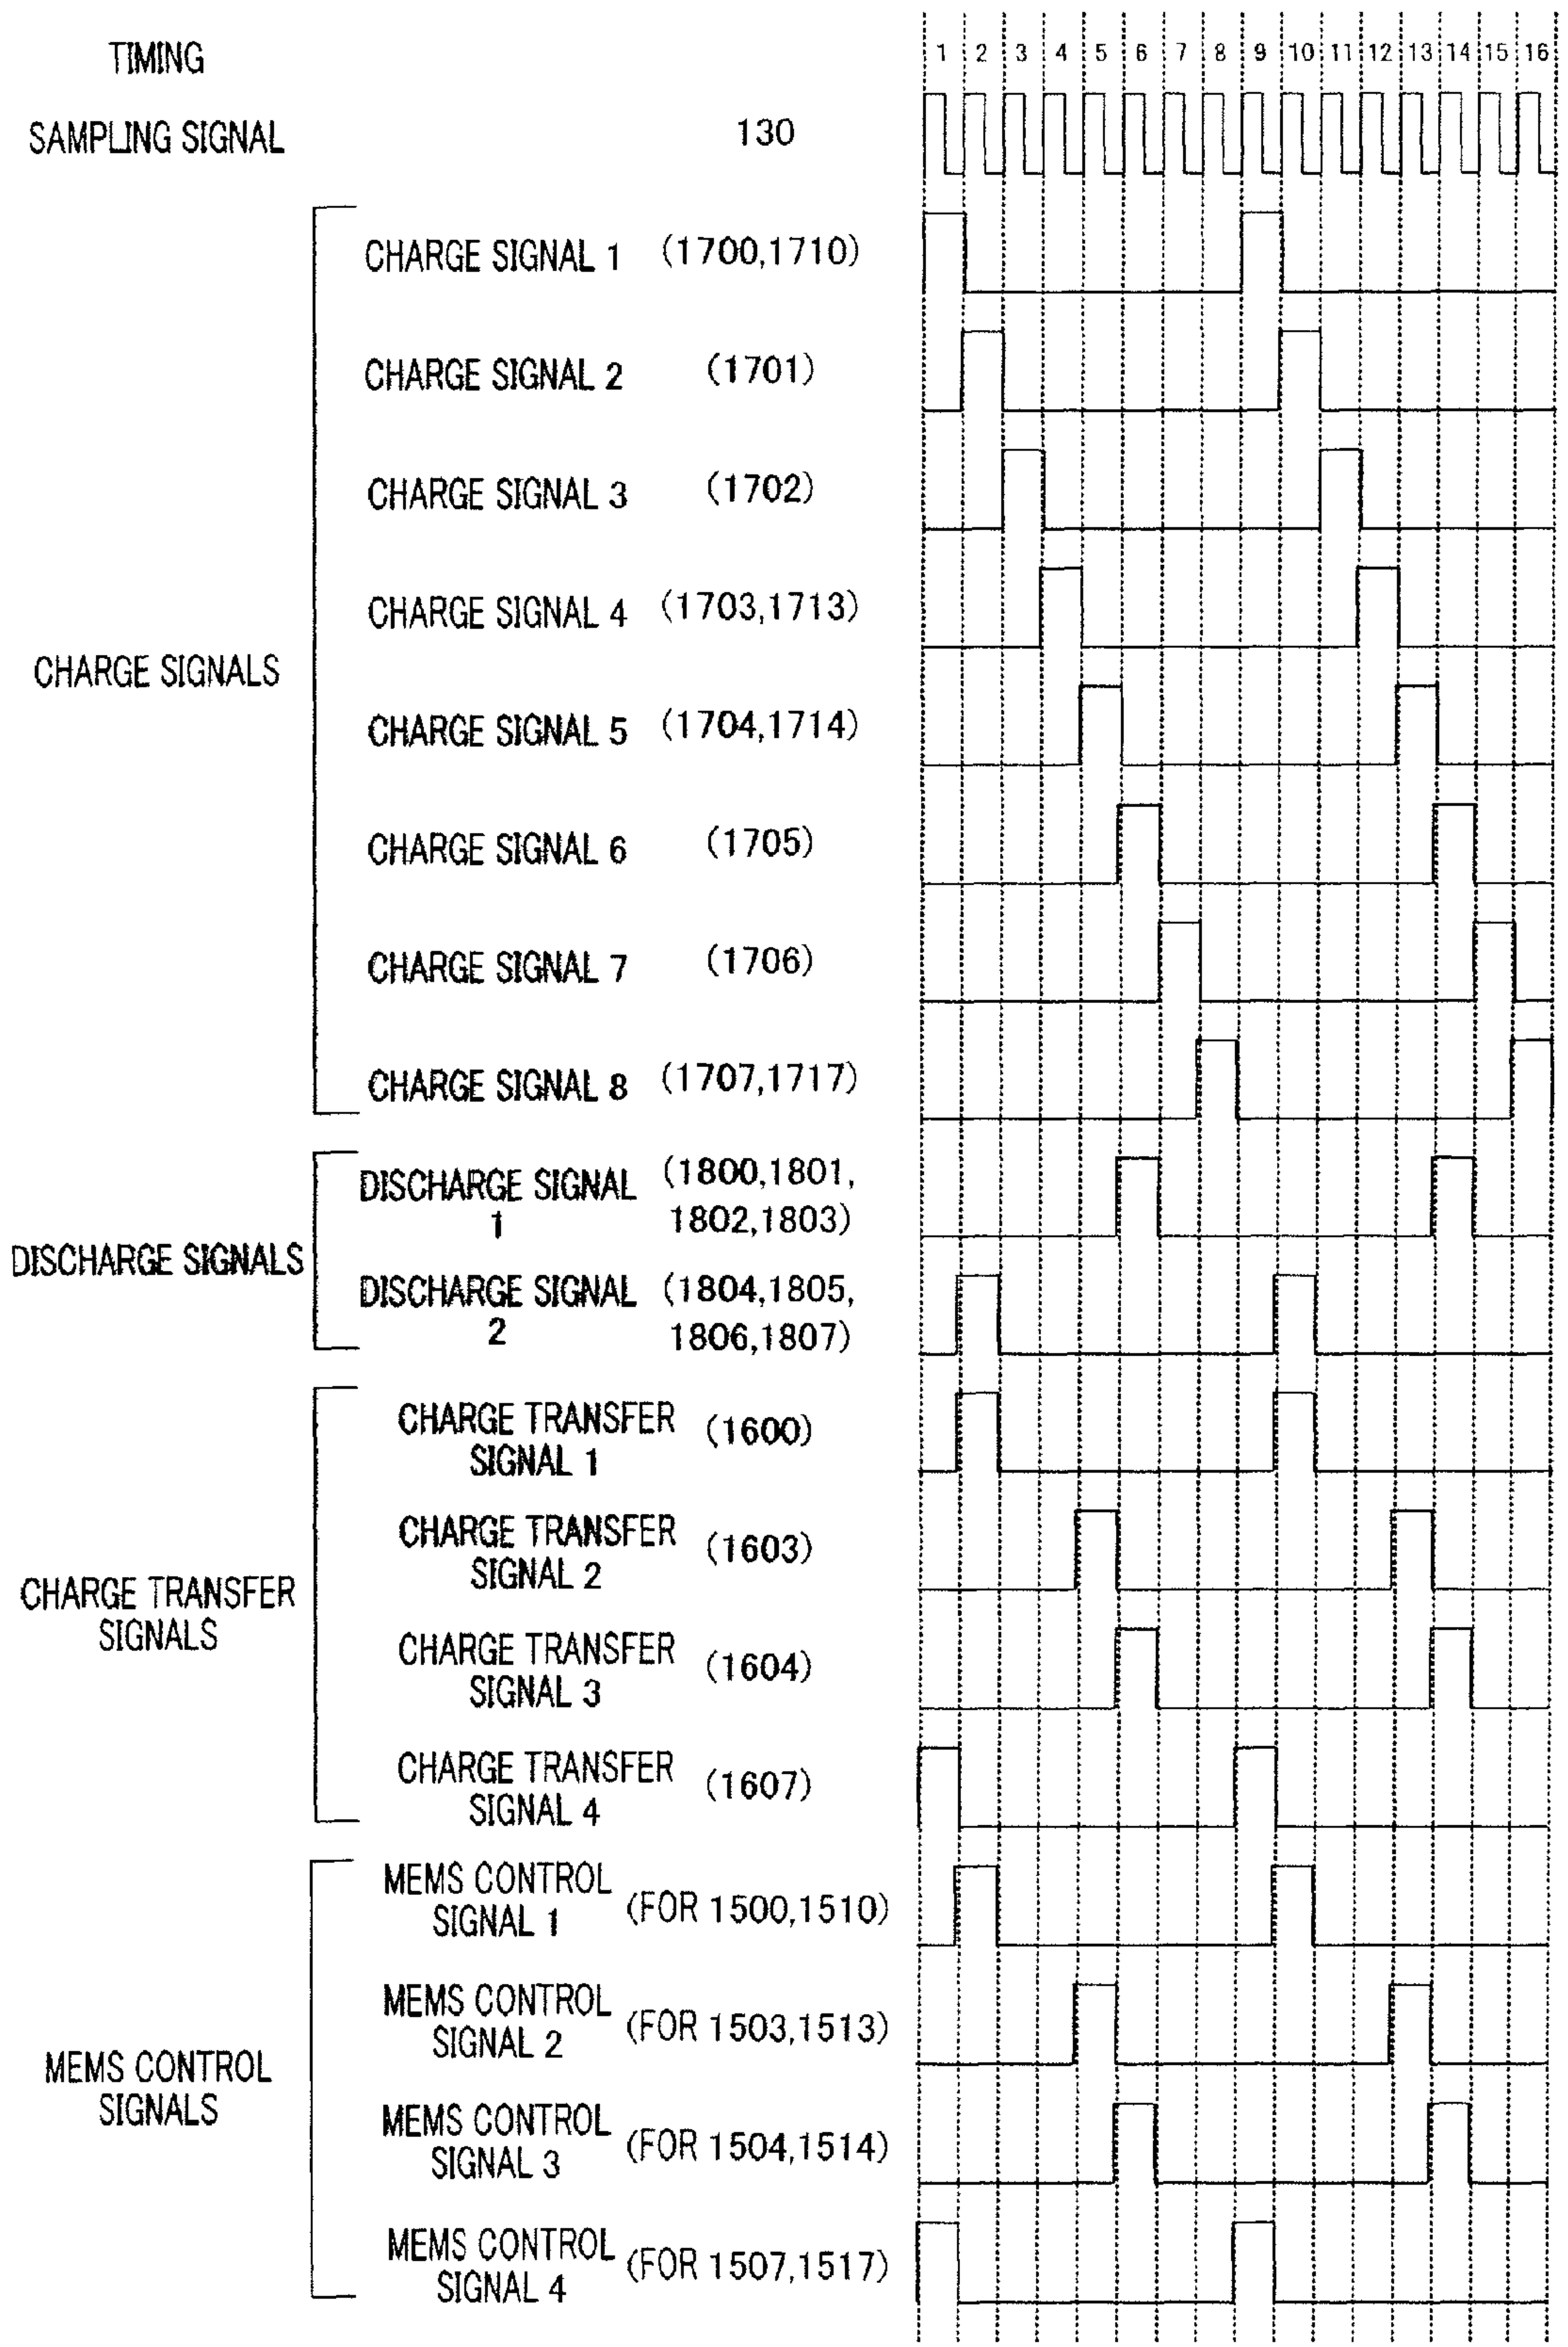 TIMING 1 2 3 4 5 6 7 8 9 10 11 12 13 14 15 16
SAMPLING SIGNAL 130
CHARGE SIGNALS
CHARGE SIGNAL 1 (1700,1710)
CHARGE SIGNAL 2 (1701)
CHARGE SIGNAL 3 (1702)
CHARGE SIGNAL 4 (1703,1713)
CHARGE SIGNAL 5 (1704,1714)
CHARGE SIGNAL 6 (1705)
CHARGE SIGNAL 7 (1706)
CHARGE SIGNAL 8 (1707,1717)
DISCHARGE SIGNALS
DISCHARGE SIGNAL (1800,1801,
1 1802,1803)
DISCHARGE SIGNAL (1804,1805,
2 1806,1807)
CHARGE TRANSFER
SIGNALS
CHARGE TRANSFER
SIGNAL 1 (1600)
CHARGE TRANSFER
SIGNAL 2 (1603)
CHARGE TRANSFER
SIGNAL 3 (1604)
CHARGE TRANSFER
SIGNAL 4 (1607)
MEMS CONTROL
SIGNALS
MEMS CONTROL
SIGNAL 1 (FOR 1500,1510)
MEMS CONTROL
SIGNAL 2 (FOR 1503,1513)
MEMS CONTROL
SIGNAL 3 (FOR 1504,1514)
MEMS CONTROL
SIGNAL 4 (FOR 1507,1517)